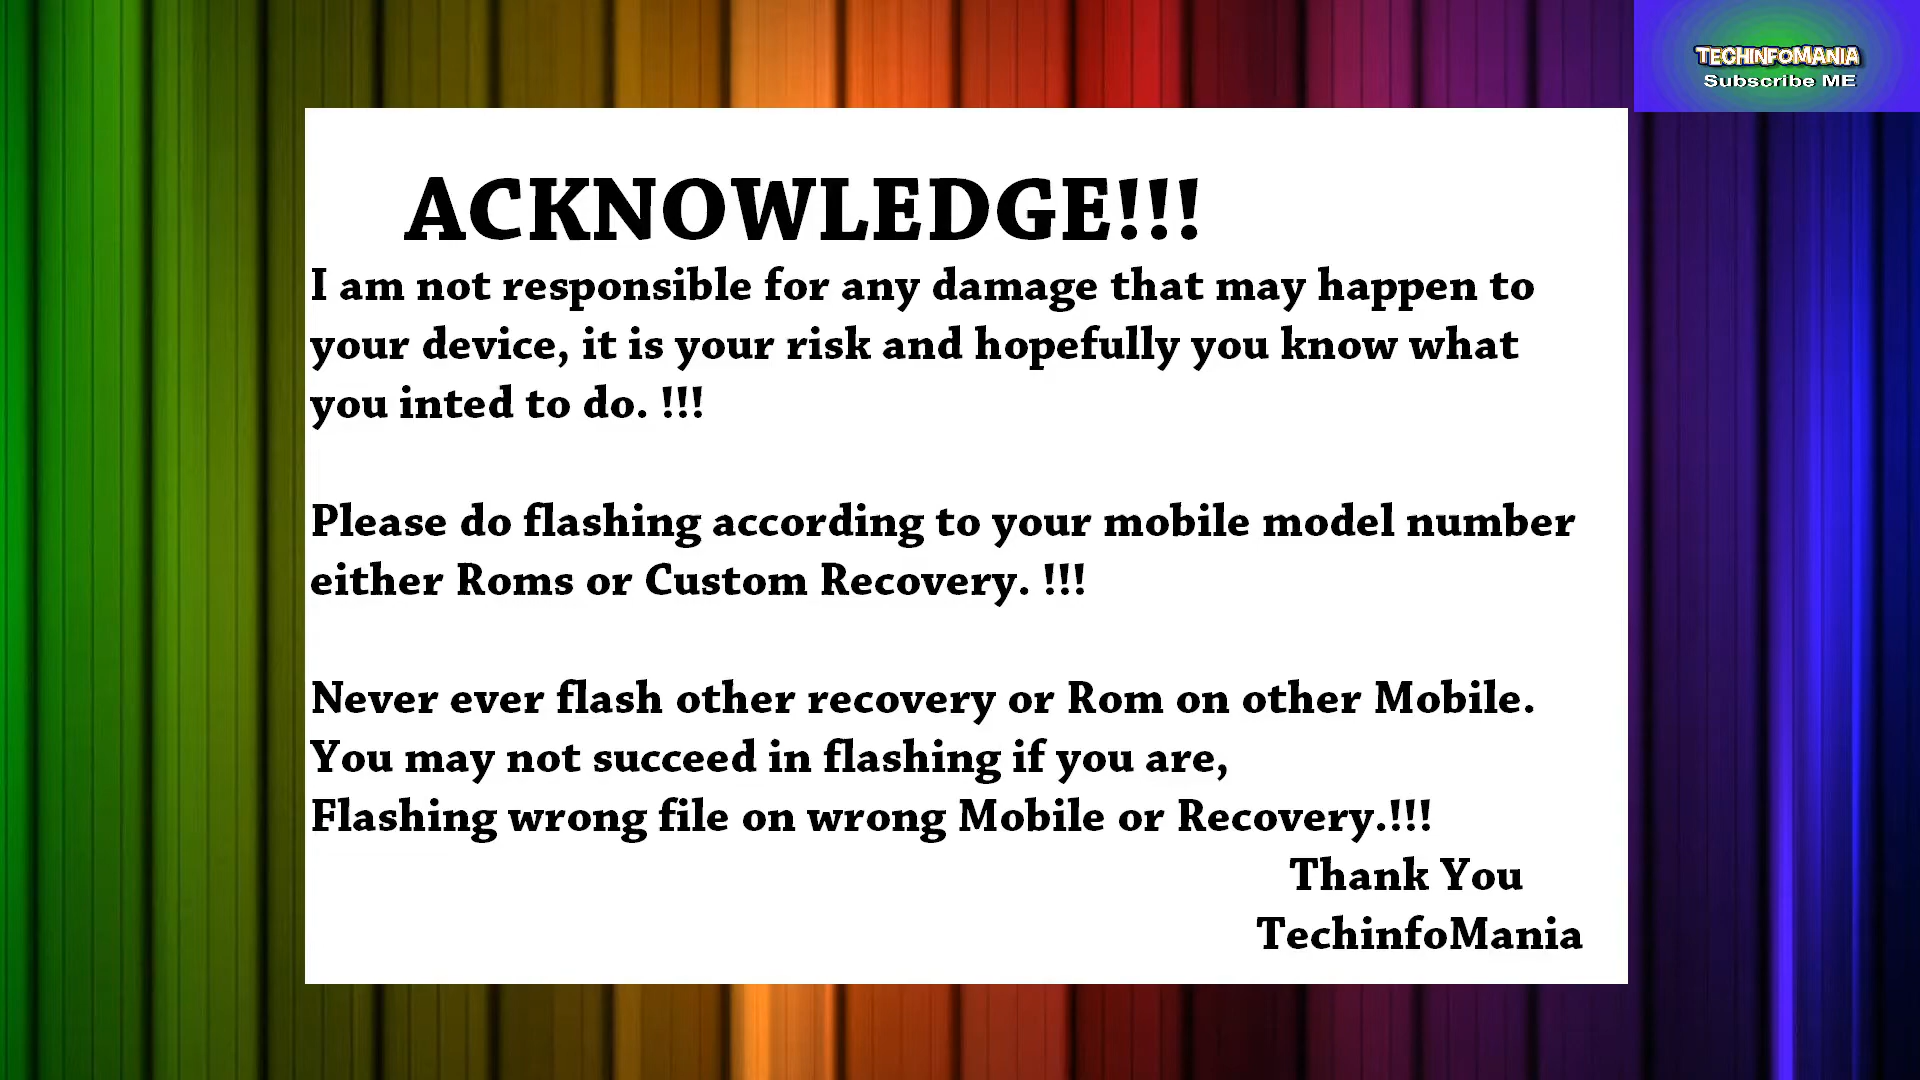 TECHINFOMANIA
Subscribe ME
ACKNOWLEDGE!!!
I am not responsible for any damage that may happen to
your device, it is your risk and hopefully you know what
you inted to do. !!!
Please do flashing according to your mobile model number
either Roms or Custom Recovery. !!!
Never ever flash other recovery or Rom on other Mobile.
You may not succeed in flashing if you are,
Flashing wrong file on wrong Mobile or Recovery.!!!
Thank You
TechinfoMania